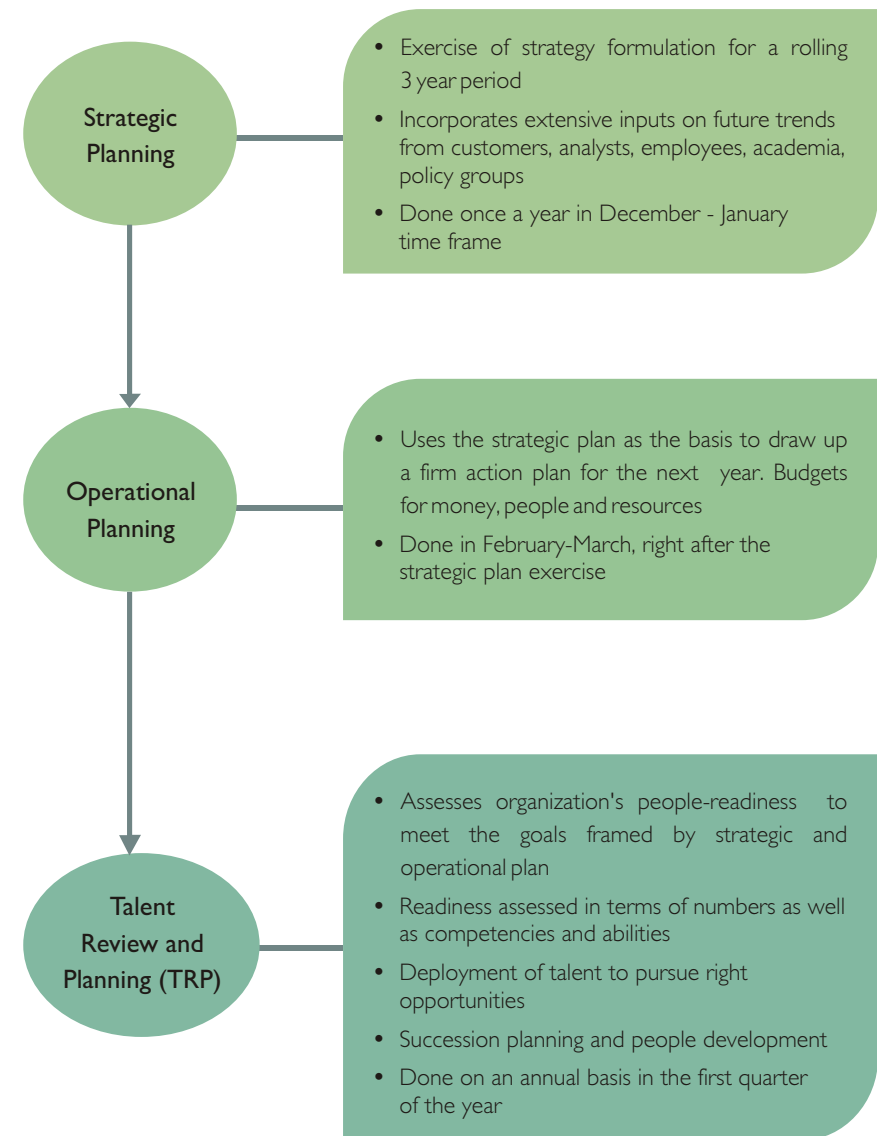 Strategic
Planning
• Exercise of strategy formulation for a rolling
3 year period
• Incorporates extensive inputs on future trends
from customers, analysts, employees, academia,
policy groups
• Done once a year in December - January
time frame
Operational
Planning
• Uses the strategic plan as the basis to draw up
a firm action plan for the next year. Budgets
for money, people and resources
• Done in February-March, right after the
strategic plan exercise
Talent
Review and
Planning (TRP)
• Assesses organization's people-readiness to
meet the goals framed by strategic and
operational plan
• Readiness assessed in terms of numbers as well
as competencies and abilities
• Deployment of talent to pursue right
opportunities
• Succession planning and people development
• Done on an annual basis in the first quarter
of the year